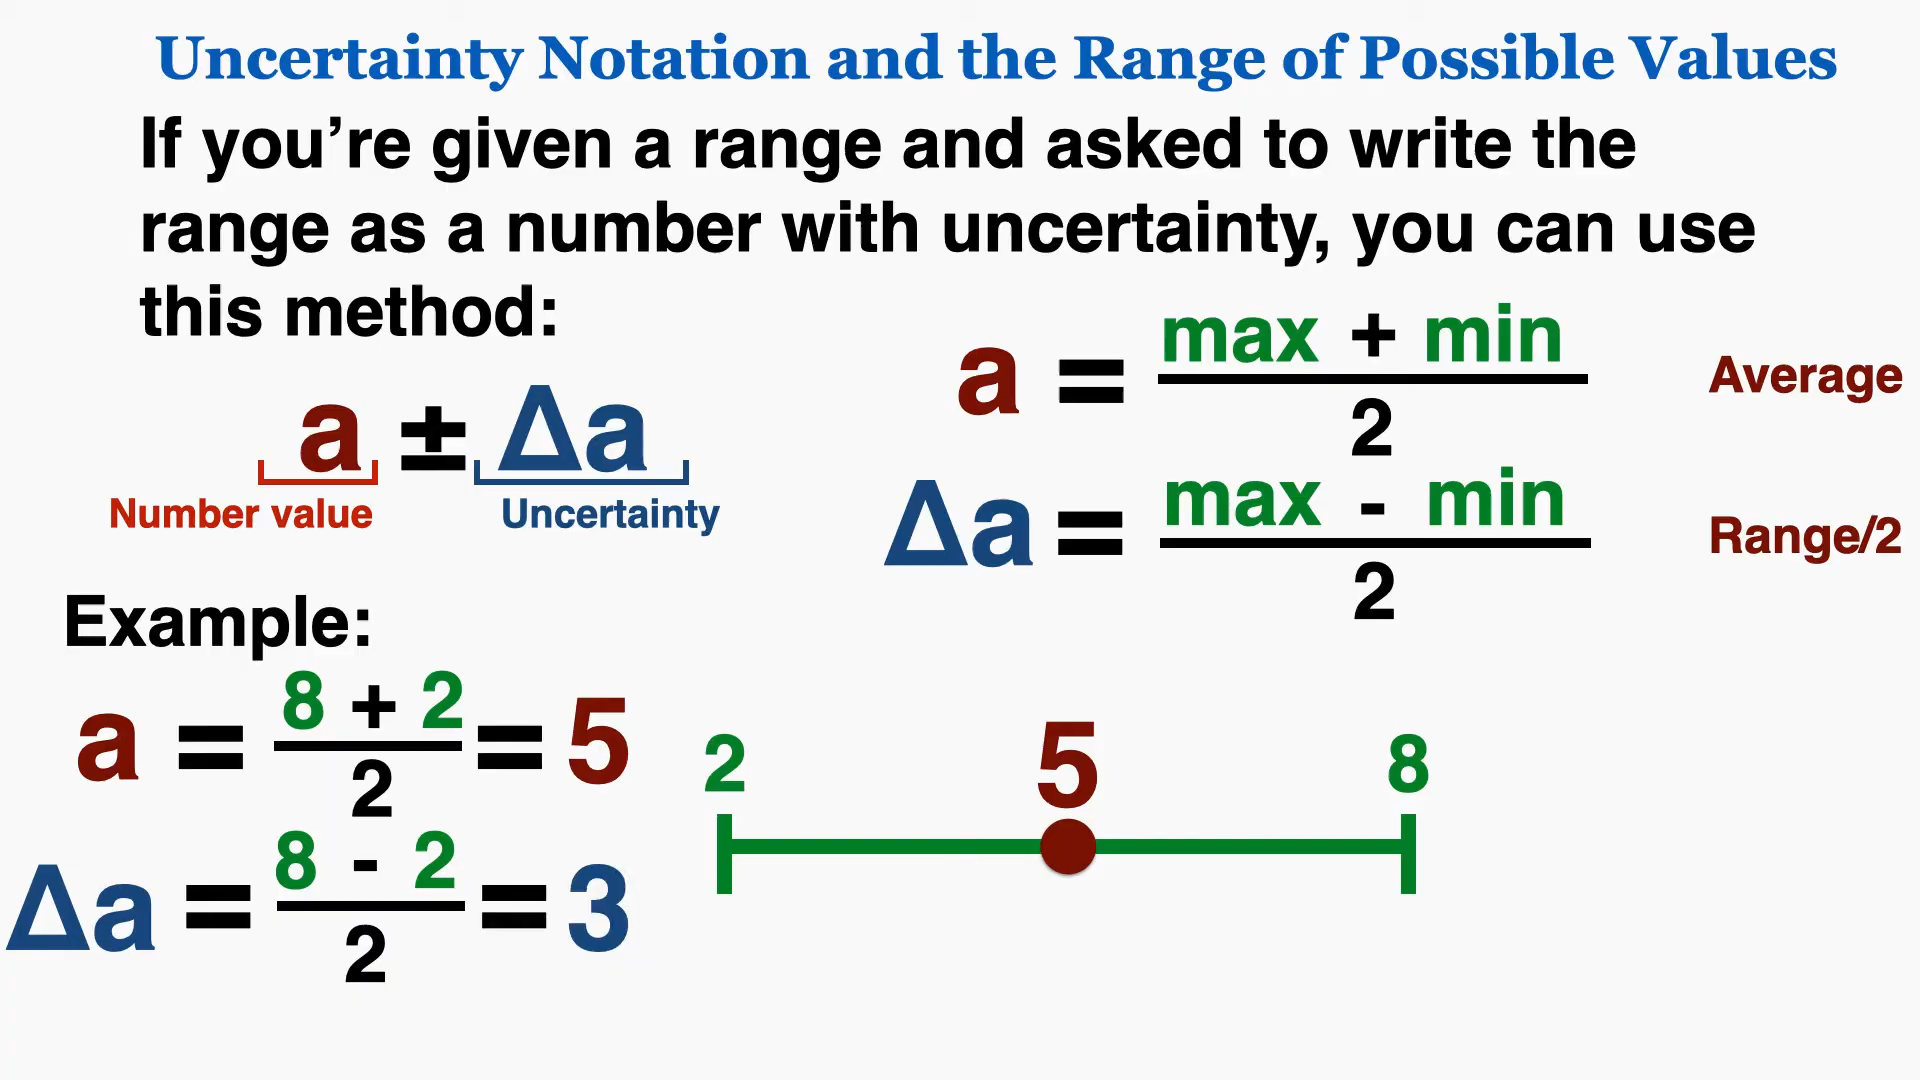 Uncertainty Notation and the Range of Possible Values
If you’re given a range and asked to write the
range as a number with uncertainty, you can use
this method:
a ± Δa
Number value Uncertainty
a = max + min / 2 Average
Δa = max - min / 2 Range/2
Example:
a = 8 + 2 / 2 = 5
Δa = 8 - 2 / 2 = 3
2 5 8